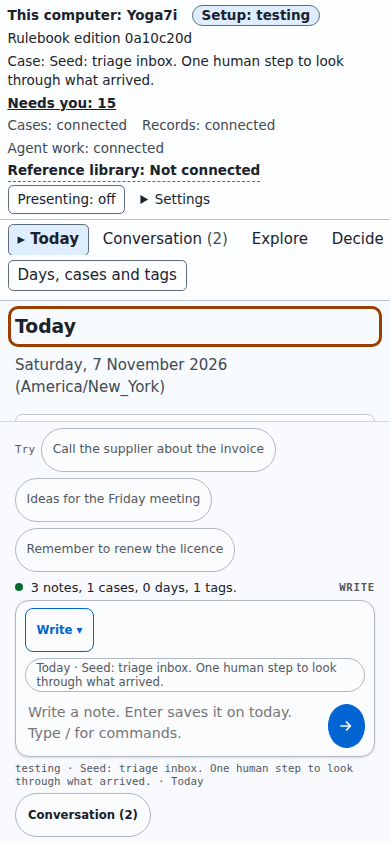 This computer: Yoga7i Setup: testing
Rulebook edition 0a10c20d
Case: Seed: triage inbox. One human step to look
through what arrived.
Needs you: 15
Cases: connected Records: connected
Agent work: connected
Reference library: Not connected
Presenting: off ▶ Settings
▸ Today Conversation (2) Explore Decide
Days, cases and tags
Today
Saturday, 7 November 2026
(America/New_York)
Try Call the supplier about the invoice
Ideas for the Friday meeting
Remember to renew the licence
3 notes, 1 cases, 0 days, 1 tags. WRITE
Write ▾
Today · Seed: triage inbox. One human step to look
through what arrived.
Write a note. Enter saves it on today.
Type / for commands.
testing · Seed: triage inbox. One human step to look
through what arrived. · Today
Conversation (2)